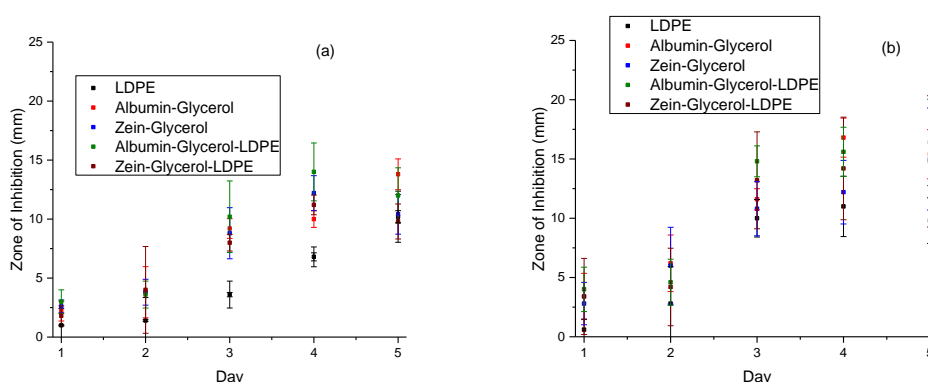 (a)
LDPE
Albumin-Glycerol
Zein-Glycerol
Albumin-Glycerol-LDPE
Zein-Glycerol-LDPE
Zone of Inhibition (mm)
25
20
15
10
5
0
1
2
3
4
5
Day
(b)
LDPE
Albumin-Glycerol
Zein-Glycerol
Albumin-Glycerol-LDPE
Zein-Glycerol-LDPE
Zone of Inhibition (mm)
25
20
15
10
5
0
1
2
3
4
5
Day